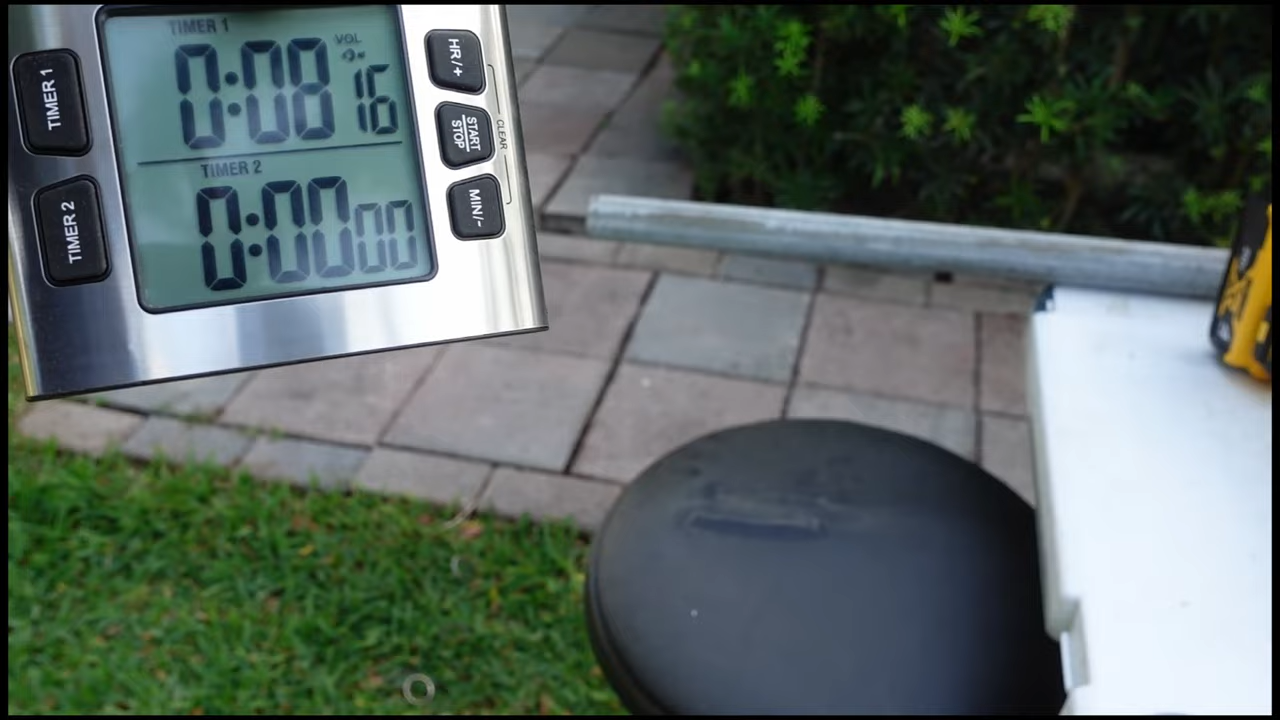 TIMER 1
0:08 16
VOL
TIMER 2
0:00 00
TIMER 1
TIMER 2
HR/+
START
STOP
CLEAR
MIN/-